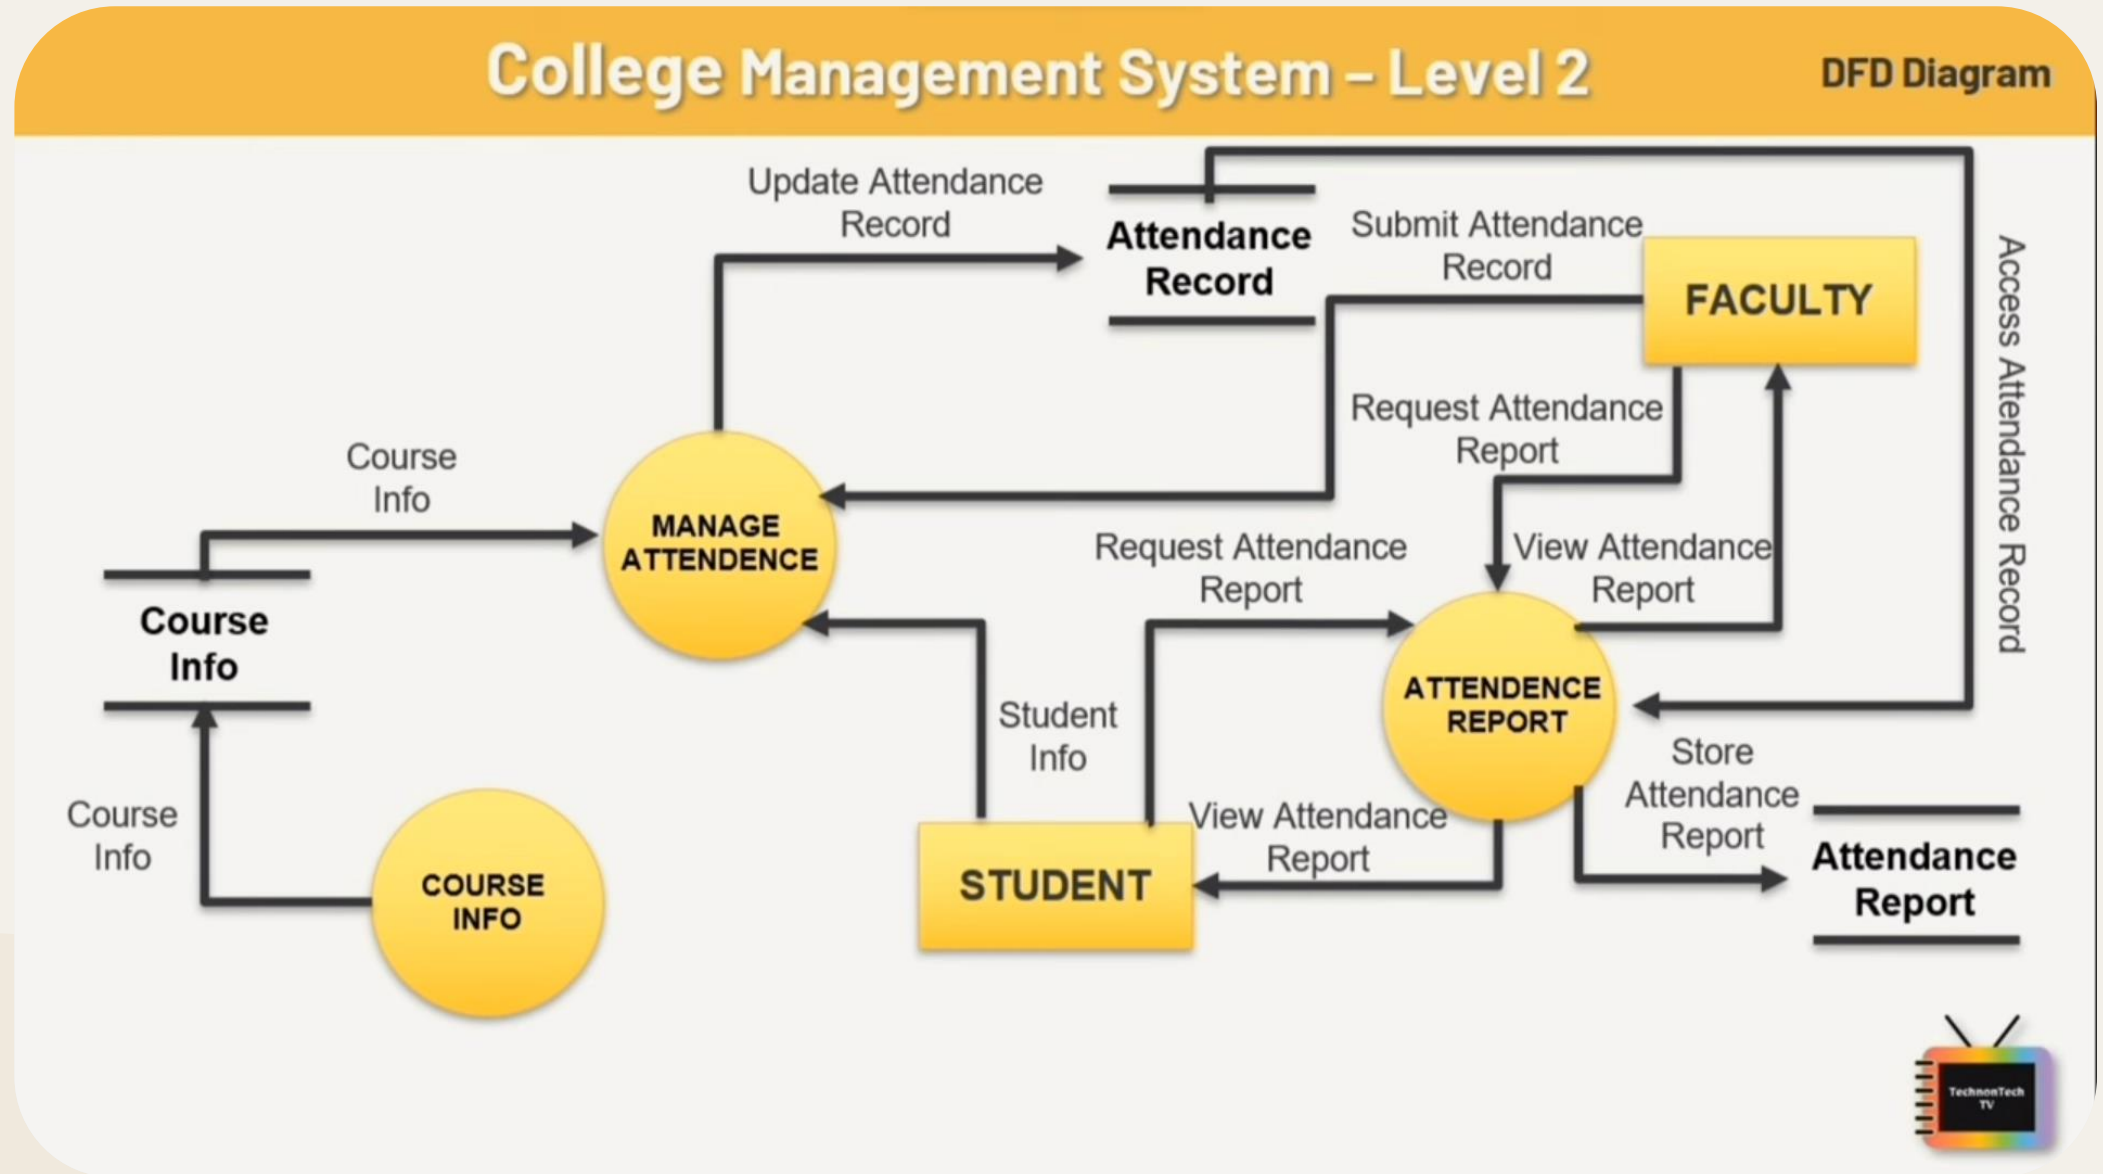 College Management System – Level 2
DFD Diagram
Update Attendance
Record
Attendance
Record
Submit Attendance
Record
FACULTY
Access Attendance Record
Request Attendance
Report
Course
Info
MANAGE
ATTENDENCE
Request Attendance
Report
View Attendance
Report
Course
Info
ATTENDENCE
REPORT
Student
Info
Store
Attendance
Report
Course
Info
View Attendance
Report
COURSE
INFO
STUDENT
Attendance
Report
TechnonTech
TV